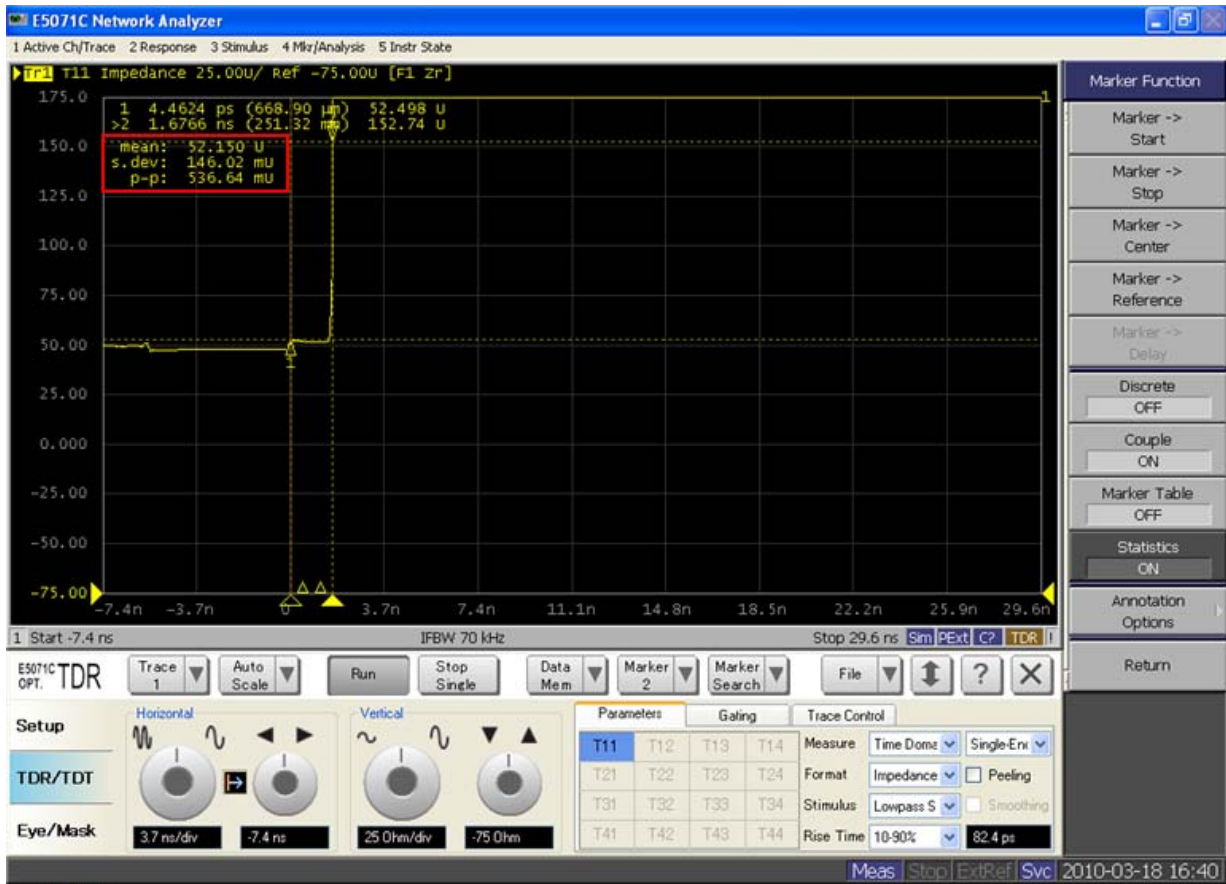 E5071C Network Analyzer
1 Active Ch/Trace 2 Response 3 Stimulus 4 Mkr/Analysis 5 Instr State
Tr1 T11 Impedance 25.00U/ Ref -75.00U [F1 Zr]
175.0
1 4.4624 ps (668.90 µm) 52.498 U
>2 1.6766 ns (251.32 mm) 152.74 U
mean: 52.150 U
s.dev: 146.02 mU
p-p: 536.64 mU
1
150.0
125.0
100.0
75.00
50.00
1
25.00
0.000
-25.00
-50.00
-75.00
-7.4n -3.7n 0 3.7n 7.4n 11.1n 14.8n 18.5n 22.2n 25.9n 29.6n
1 Start -7.4 ns IFBW 70 kHz Stop 29.6 ns Sim PExt C? TDR !
Marker Function
Marker ->
Start
Marker ->
Stop
Marker ->
Center
Marker ->
Reference
Marker ->
Delay
Discrete
OFF
Couple
ON
Marker Table
OFF
Statistics
ON
Annotation
Options
Return
E5071C
OPT. TDR
Trace
1
Auto
Scale
Run
Stop
Single
Data
Mem
Marker
2
Marker
Search
File
?
Setup
TDR/TDT
Eye/Mask
Horizontal
3.7 ns/div -7.4 ns
Vertical
25 Ohm/div -75 Ohm
Parameters Gating Trace Control
T11 T12 T13 T14
T21 T22 T23 T24
T31 T32 T33 T34
T41 T42 T43 T44
Measure Time Doma Single-En
Format Impedance Peeling
Stimulus Lowpass S Smoothing
Rise Time 10-90% 82.4 ps
Meas Stop ExtRef Svc 2010-03-18 16:40